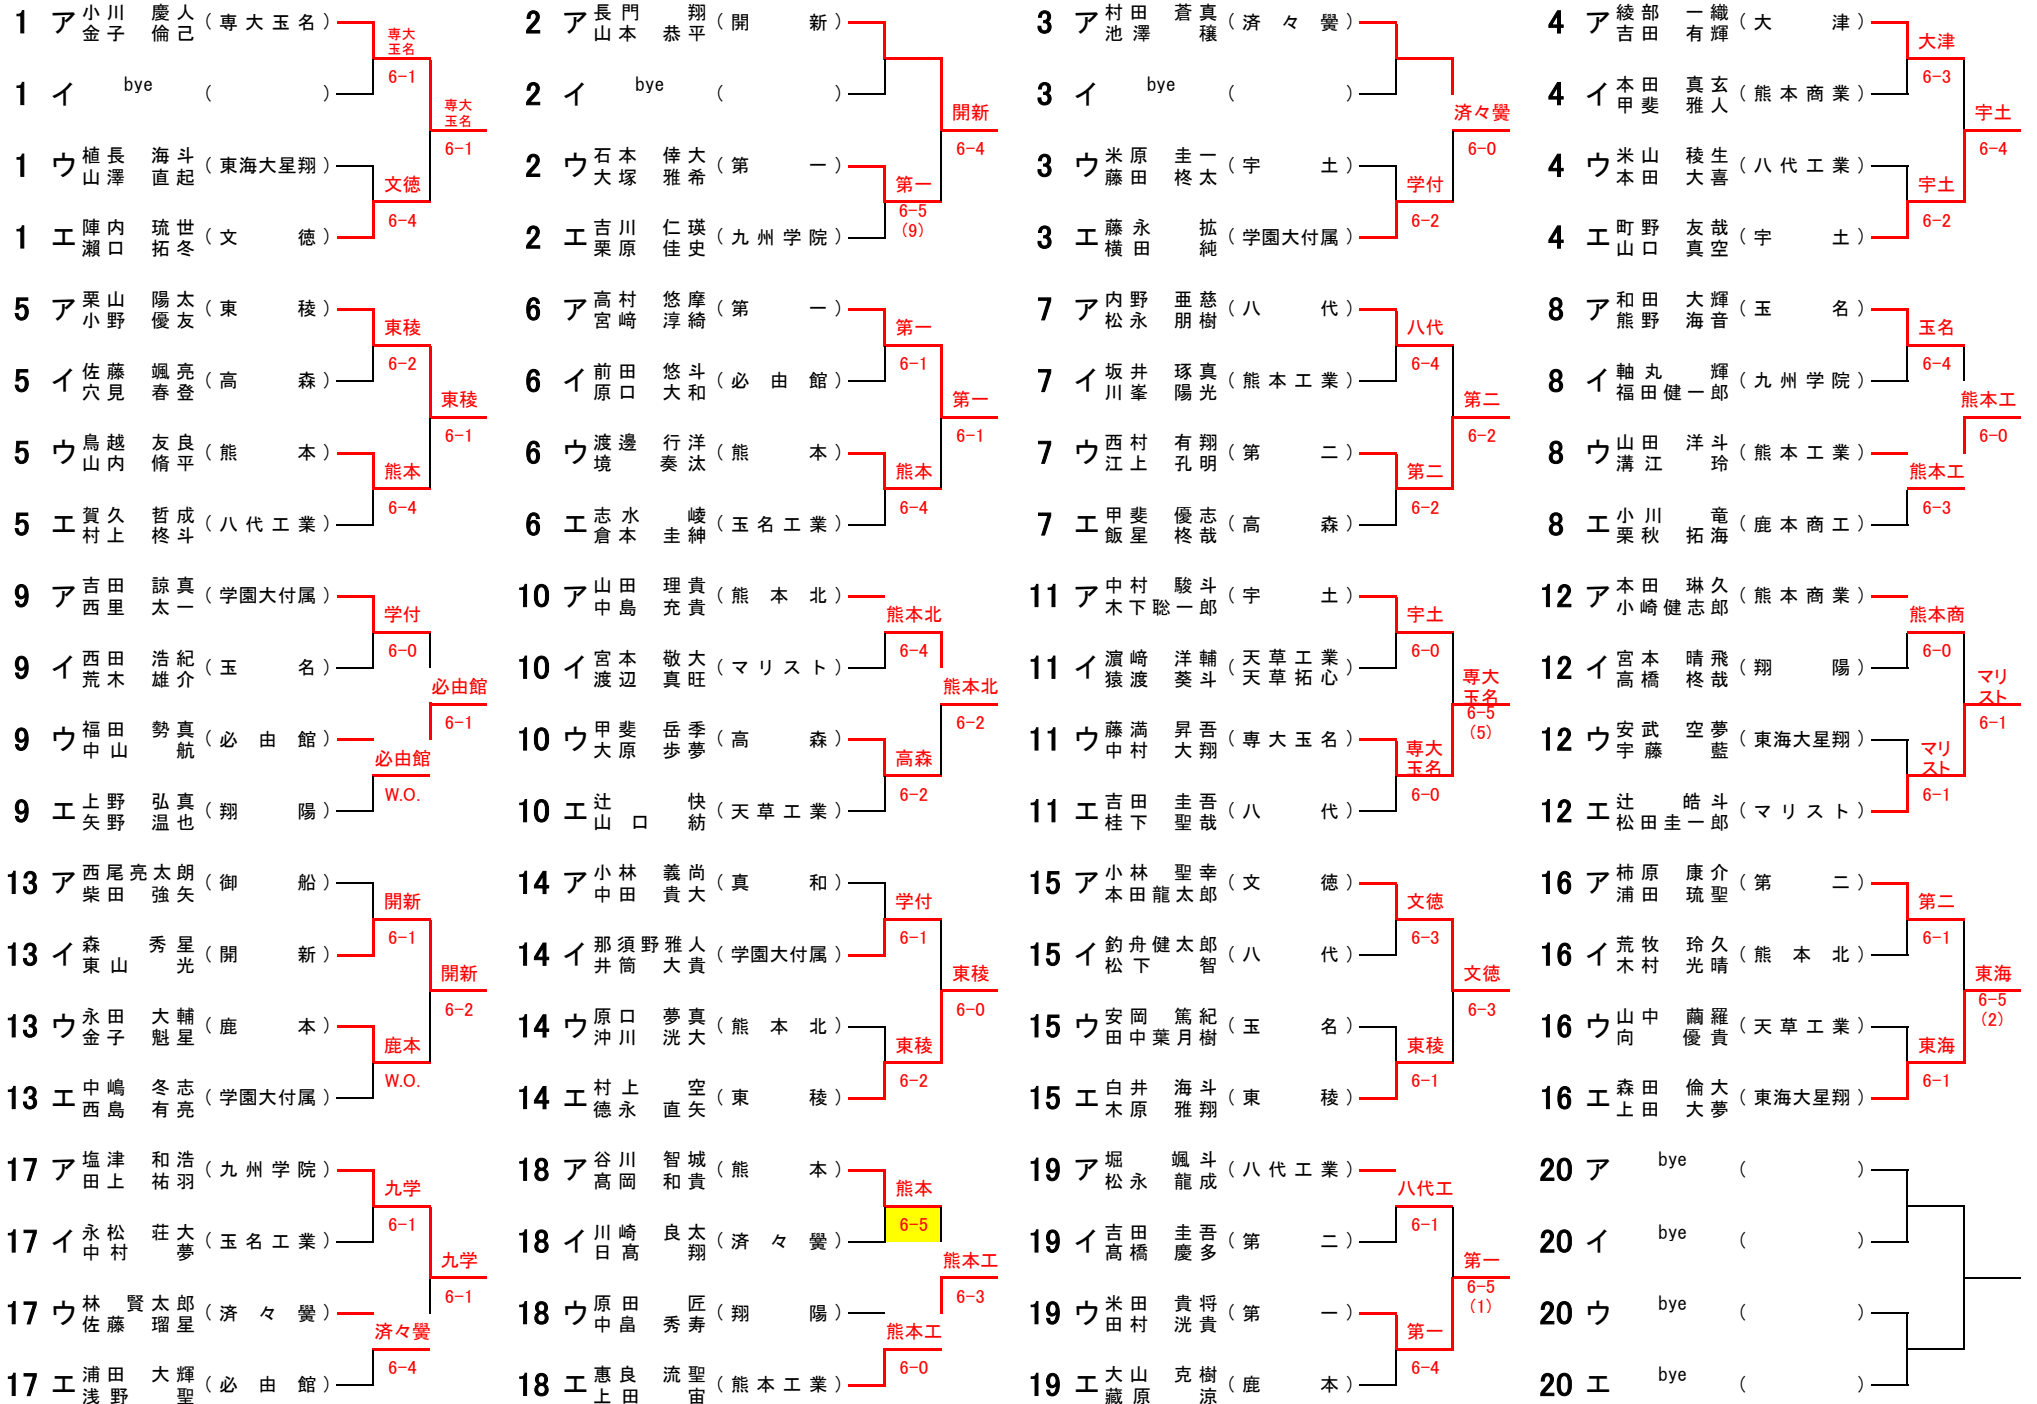 1 ア 小川 慶人 金子 倫己 (専大玉名)
専大玉名
6-1
1 イ bye ( )
専大玉名
6-1
1 ウ 植長 海斗 山澤 直起 (東海大星翔)
文徳
6-4
1 エ 陣内 琉世 瀨口 拓冬 (文徳)
2 ア 長門 翔 山本 恭平 (開新)
2 イ bye ( )
開新
6-4
2 ウ 石本 倖大 大塚 雅希 (第一)
第一
6-5
(9)
2 エ 吉川 仁瑛 栗原 佳史 (九州学院)
3 ア 村田 蒼真 池澤 穣 (済々黌)
3 イ bye ( )
済々黌
6-0
3 ウ 米原 圭一 藤田 柊太 (宇土)
学付
6-2
3 エ 藤永 拡 横田 純 (学園大付属)
4 ア 綾部 一織 吉田 有輝 (大津)
大津
6-3
4 イ 本田 真玄 甲斐 雅人 (熊本商業)
宇土
6-4
4 ウ 米山 稜生 本田 大喜 (八代工業)
宇土
6-2
4 エ 町野 友哉 山口 真空 (宇土)
5 ア 栗山 陽太 小野 優友 (東稜)
東稜
6-2
5 イ 佐藤 颯亮 穴見 春登 (高森)
東稜
6-1
5 ウ 鳥越 友良 山内 脩平 (熊本)
熊本
6-4
5 エ 賀久 哲成 村上 柊斗 (八代工業)
6 ア 高村 悠摩 宮﨑 淳綺 (第一)
第一
6-1
6 イ 前田 悠斗 原口 大和 (必由館)
第一
6-1
6 ウ 渡邊 行洋 境 奏汰 (熊本)
熊本
6-4
6 エ 志水 崚 倉本 圭紳 (玉名工業)
7 ア 内野 亜慈 松永 朋樹 (八代)
八代
6-4
7 イ 坂井 琢真 川峯 陽光 (熊本工業)
第二
6-2
7 ウ 西村 有翔 江上 孔明 (第二)
第二
6-2
7 エ 甲斐 優志 飯星 柊哉 (高森)
8 ア 和田 大輝 熊野 海音 (玉名)
玉名
6-4
8 イ 軸丸 輝 福田健一郎 (九州学院)
熊本工
6-0
8 ウ 山田 洋斗 溝江 玲 (熊本工業)
熊本工
6-3
8 エ 小川 竜 栗秋 拓海 (鹿本商工)
9 ア 吉田 諒真 西里 太一 (学園大付属)
学付
6-0
9 イ 西田 浩紀 荒木 雄介 (玉名)
必由館
6-1
9 ウ 福田 勢真 中山 航 (必由館)
必由館
W.O.
9 エ 上野 弘真 矢野 温也 (翔陽)
10 ア 山田 理貴 中島 充貴 (熊本北)
熊本北
6-4
10 イ 宮本 敬大 渡辺 真旺 (マリスト)
熊本北
6-2
10 ウ 甲斐 岳季 大原 歩夢 (高森)
高森
6-2
10 エ 辻 快 山口 紡 (天草工業)
11 ア 中村 駿斗 木下聡一郎 (宇土)
宇土
6-0
11 イ 濵﨑 洋輔 猿渡 葵斗 (天草工業 天草拓心)
専大玉名
6-5
(5)
11 ウ 藤満 昇吾 中村 大翔 (専大玉名)
専大玉名
6-0
11 エ 吉田 圭吾 桂下 聖哉 (八代)
12 ア 本田 琳久 小崎健志郎 (熊本商業)
熊本商
6-0
12 イ 宮本 晴飛 高橋 柊哉 (翔陽)
マリスト
6-1
12 ウ 安武 空夢 宇藤 藍 (東海大星翔)
マリスト
6-1
12 エ 辻 皓斗 松田圭一郎 (マリスト)
13 ア 西尾亮太朗 柴田 強矢 (御船)
開新
6-1
13 イ 森 秀星 東山 光 (開新)
開新
6-2
13 ウ 永田 大輔 金子 魁星 (鹿本)
鹿本
W.O.
13 エ 中嶋 冬志 西島 有亮 (学園大付属)
14 ア 小林 義尚 中田 貴大 (真和)
学付
6-1
14 イ 那須野雅人 井筒 大貴 (学園大付属)
東稜
6-0
14 ウ 原口 夢真 沖川 洸大 (熊本北)
東稜
6-2
14 エ 村上 空 德永 直矢 (東稜)
15 ア 小林 聖幸 本田龍太郎 (文徳)
文徳
6-3
15 イ 釣舟健太郎 松下 智 (八代)
文徳
6-3
15 ウ 安岡 篤紀 田中葉月樹 (玉名)
東稜
6-1
15 エ 白井 海斗 木原 雅翔 (東稜)
16 ア 柿原 康介 浦田 琉聖 (第二)
第二
6-1
16 イ 荒牧 玲久 木村 光晴 (熊本北)
東海
6-5
(2)
16 ウ 山中 繭羅 向 優貴 (天草工業)
東海
6-1
16 エ 森田 倫大 上田 大夢 (東海大星翔)
17 ア 塩津 和浩 田上 祐羽 (九州学院)
九学
6-1
17 イ 永松 荘大 中村 夢 (玉名工業)
九学
6-1
17 ウ 林 賢太郎 佐藤 瑠星 (済々黌)
済々黌
6-4
17 エ 浦田 大輝 浅野 聖 (必由館)
18 ア 谷川 智城 髙岡 和貴 (熊本)
熊本
6-5
18 イ 川崎 良太 日髙 翔 (済々黌)
熊本工
6-3
18 ウ 原田 匠 中畠 秀寿 (翔陽)
熊本工
6-0
18 エ 恵良 流聖 上田 宙 (熊本工業)
19 ア 堀 颯斗 松永 龍成 (八代工業)
八代工
6-1
19 イ 吉田 圭吾 髙橋 慶多 (第二)
第一
6-5
(1)
19 ウ 米田 貴将 田村 洸貴 (第一)
第一
6-4
19 エ 大山 克樹 藏原 涼 (鹿本)
20 ア bye ( )
20 イ bye ( )
20 ウ bye ( )
20 エ bye ( )